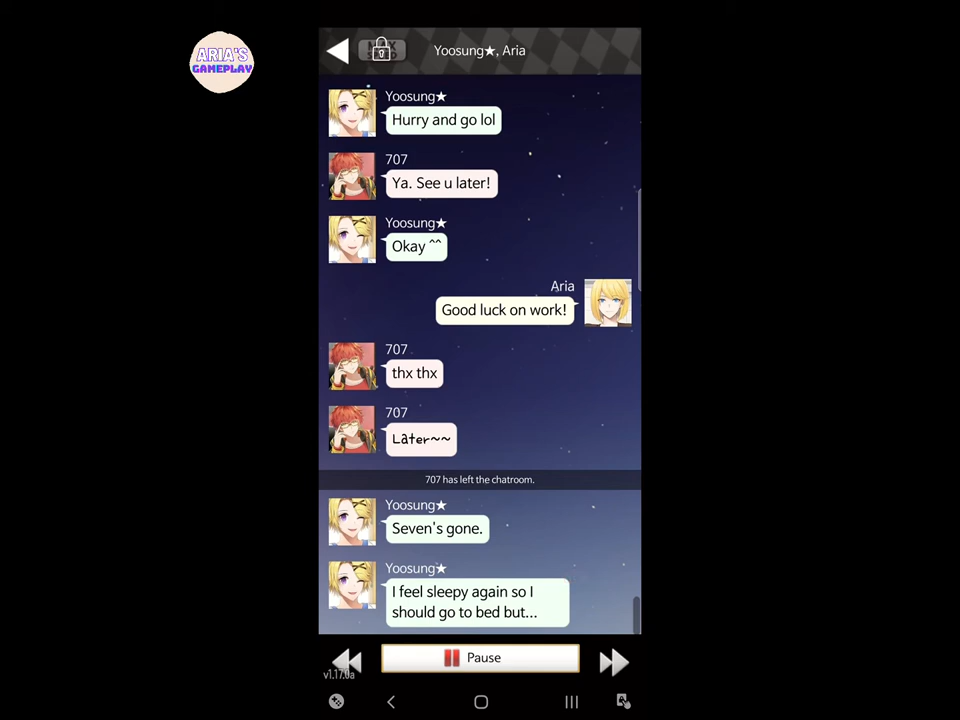 ARIA'S
GAMEPLAY
Yoosung★, Aria
Yoosung★
Hurry and go lol
707
Ya. See u later!
Yoosung★
Okay ^^
Aria
Good luck on work!
707
thx thx
707
Later~~
707 has left the chatroom.
Yoosung★
Seven's gone.
Yoosung★
I feel sleepy again so I
should go to bed but...
Pause
v1.17.0a